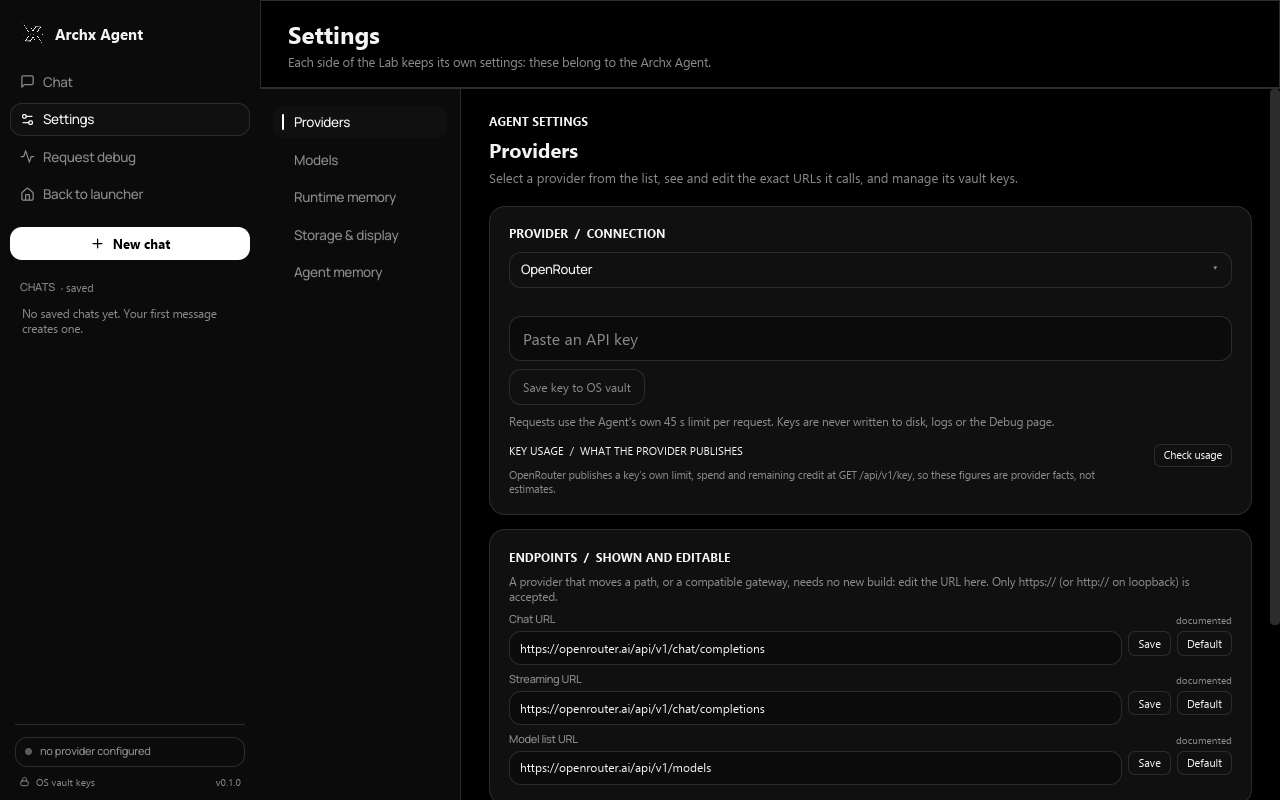 Archx Agent
Chat
Settings
Request debug
Back to launcher
New chat
CHATS · saved
No saved chats yet. Your first message
creates one.
no provider configured
OS vault keys
v0.1.0
Settings
Each side of the Lab keeps its own settings: these belong to the Archx Agent.
Providers
Models
Runtime memory
Storage & display
Agent memory
AGENT SETTINGS
Providers
Select a provider from the list, see and edit the exact URLs it calls, and manage its vault keys.
PROVIDER / CONNECTION
OpenRouter
Paste an API key
Save key to OS vault
Requests use the Agent's own 45 s limit per request. Keys are never written to disk, logs or the Debug page.
KEY USAGE / WHAT THE PROVIDER PUBLISHES
Check usage
OpenRouter publishes a key's own limit, spend and remaining credit at GET /api/v1/key, so these figures are provider facts, not
estimates.
ENDPOINTS / SHOWN AND EDITABLE
A provider that moves a path, or a compatible gateway, needs no new build: edit the URL here. Only https:// (or http:// on loopback) is
accepted.
Chat URL
documented
https://openrouter.ai/api/v1/chat/completions
Save
Default
Streaming URL
documented
https://openrouter.ai/api/v1/chat/completions
Save
Default
Model list URL
documented
https://openrouter.ai/api/v1/models
Save
Default